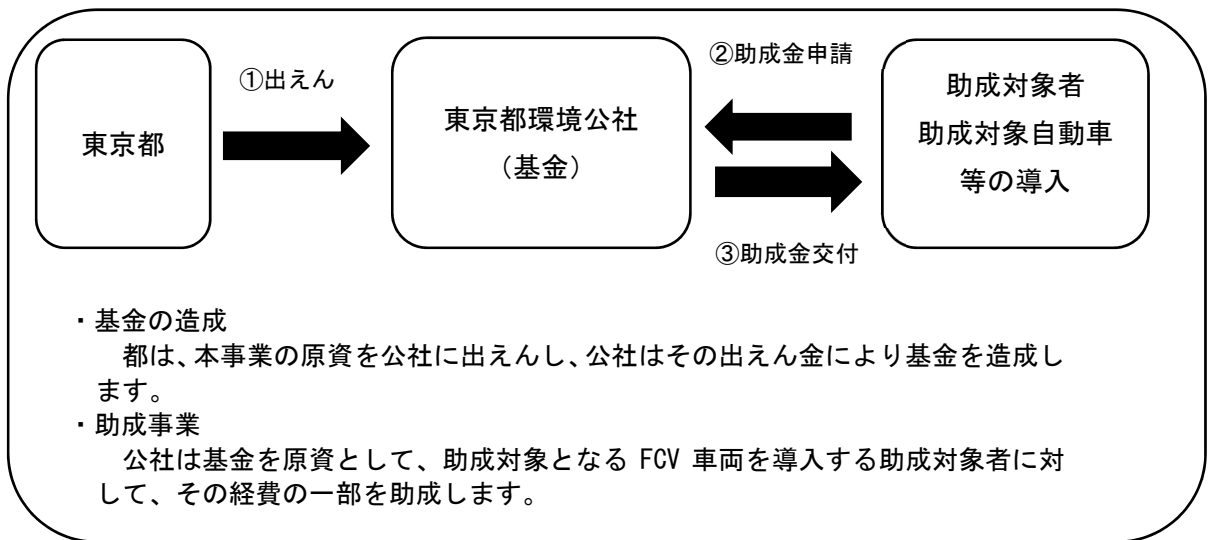 東京都
①出えん
東京都環境公社
（基金）
②助成金申請
③助成金交付
助成対象者
助成対象自動車
等の導入
・基金の造成
都は、本事業の原資を公社に出えんし、公社はその出えん金により基金を造成し
ます。
・助成事業
公社は基金を原資として、助成対象となる FCV 車両を導入する助成対象者に対
して、その経費の一部を助成します。